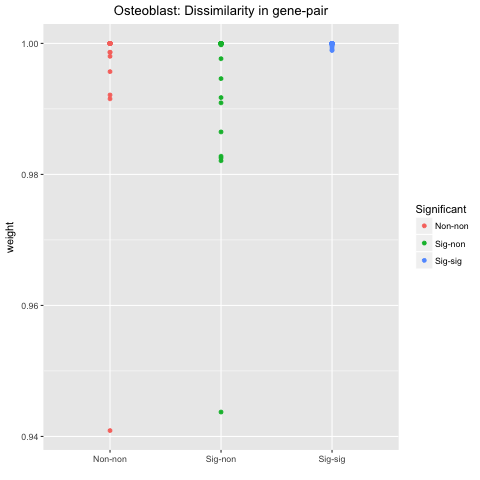 Osteoblast: Dissimilarity in gene-pair
weight
1.00
0.98
0.96
0.94
Non-non
Sig-non
Sig-sig
Significant
Non-non
Sig-non
Sig-sig